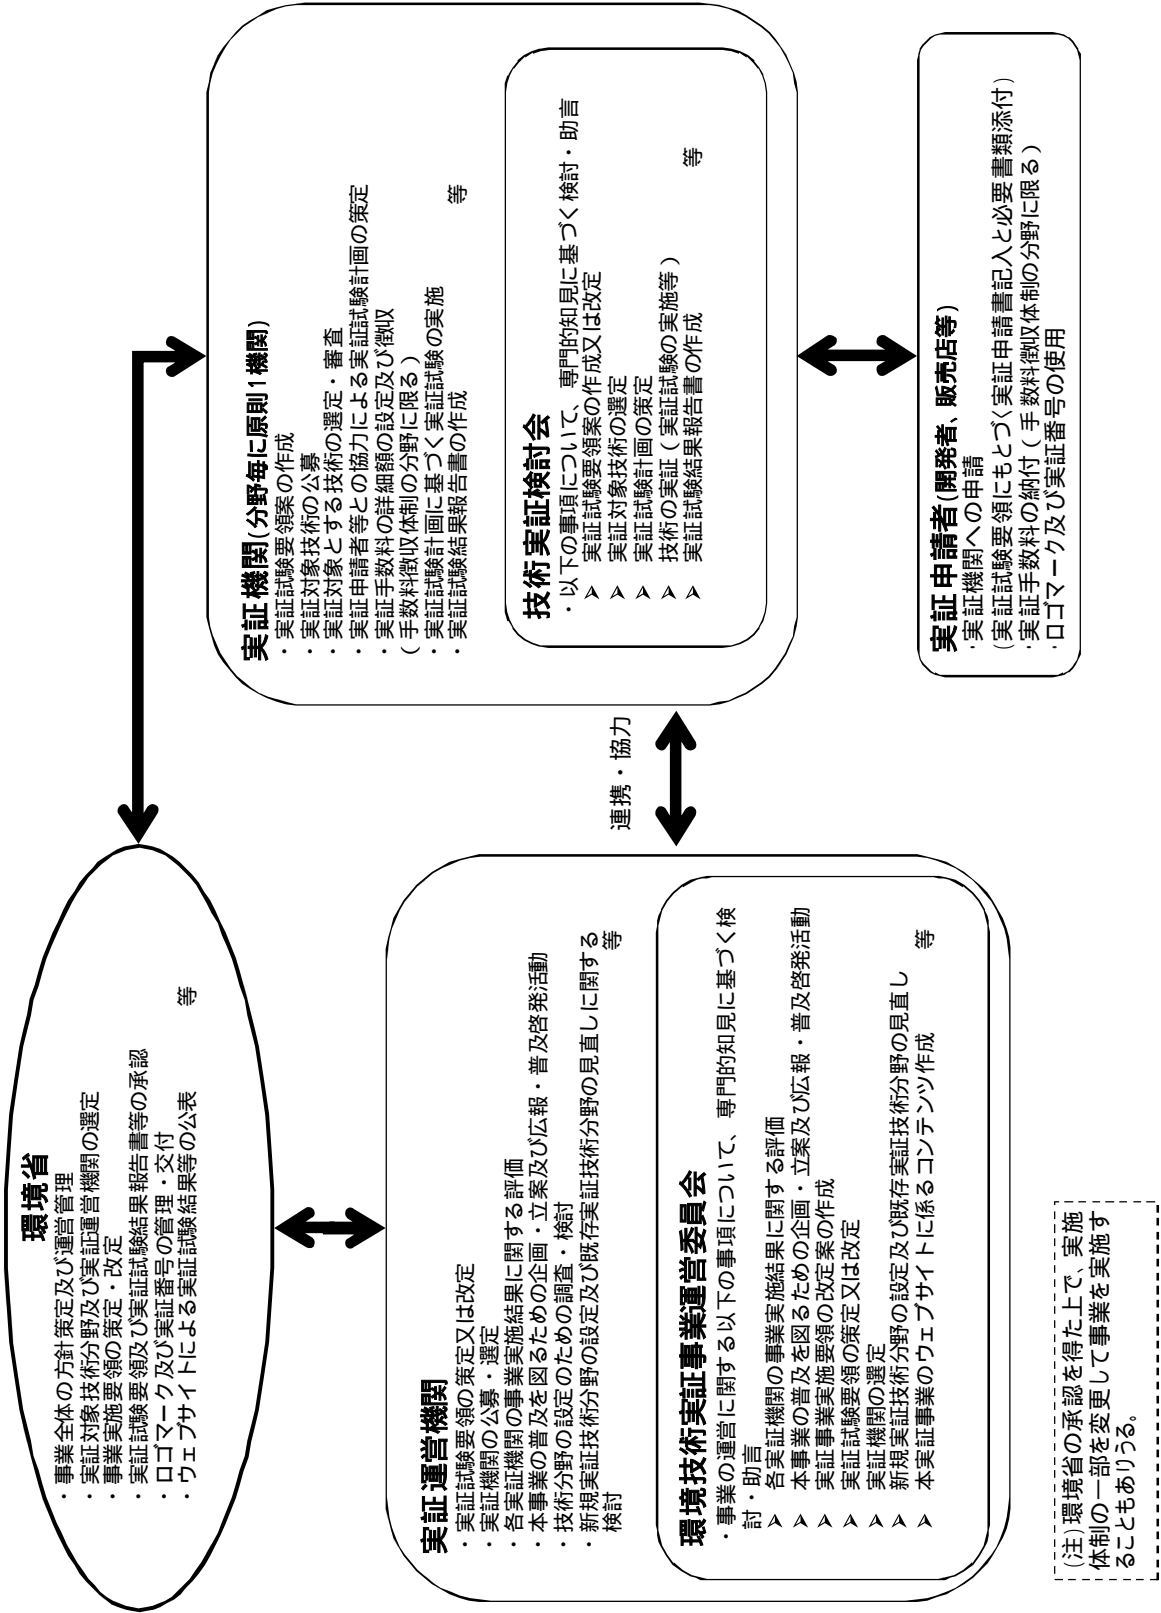 環境省
・事業全体の方針策定及び運営管理
・実証対象技術分野及び実証運営機関の選定
・事業実施要領の策定・改定
・実証試験要領及び実証試験結果報告書等の承認
・ロゴマーク及び実証番号の管理・交付
・ウェブサイトによる実証試験結果等の公表
等
実証運営機関
・実証試験要領の策定又は改定
・実証機関の公募・選定
・各実証機関の事業実施結果に関する評価
・本事業の普及を図るための企画・立案及び広報・普及啓発活動
・技術分野の設定のための調査・検討
・新規実証技術分野の設定及び既存実証技術分野の見直しに関する
検討
等
環境技術実証事業運営委員会
・事業の運営に関する以下の事項について、専門的知見に基づく検
討・助言
➢ 各実証機関の事業実施結果に関する評価
➢ 本事業の普及を図るための企画・立案及び広報・普及啓発活動
➢ 実証事業実施要領の改定案の作成
➢ 実証試験要領の策定又は改定
➢ 実証機関の選定
➢ 新規実証技術分野の設定及び既存実証技術分野の見直し
➢ 本実証事業のウェブサイトに係るコンテンツ作成
等
連携・協力
実証機関(分野毎に原則1機関)
・実証試験要領案の作成
・実証対象技術の公募
・実証対象とする技術の選定・審査
・実証申請者等との協力による実証試験計画の策定
・実証手数料の詳細額の設定及び徴収
(手数料徴収体制の分野に限る)
・実証試験計画に基づく実証試験の実施
・実証試験結果報告書の作成
等
技術実証検討会
・以下の事項について、専門的知見に基づく検討・助言
➢ 実証試験要領案の作成又は改定
➢ 実証対象技術の選定
➢ 実証試験計画の策定
➢ 技術の実証(実証試験の実施等)
➢ 実証試験結果報告書の作成
等
実証申請者(開発者、販売店等)
・実証機関への申請
(実証試験要領にもとづく実証申請書記入と必要書類添付)
・実証手数料の納付(手数料徴収体制の分野に限る)
・ロゴマーク及び実証番号の使用
(注)環境省の承認を得た上で、実施
体制の一部を変更して事業を実施す
ることもありうる。